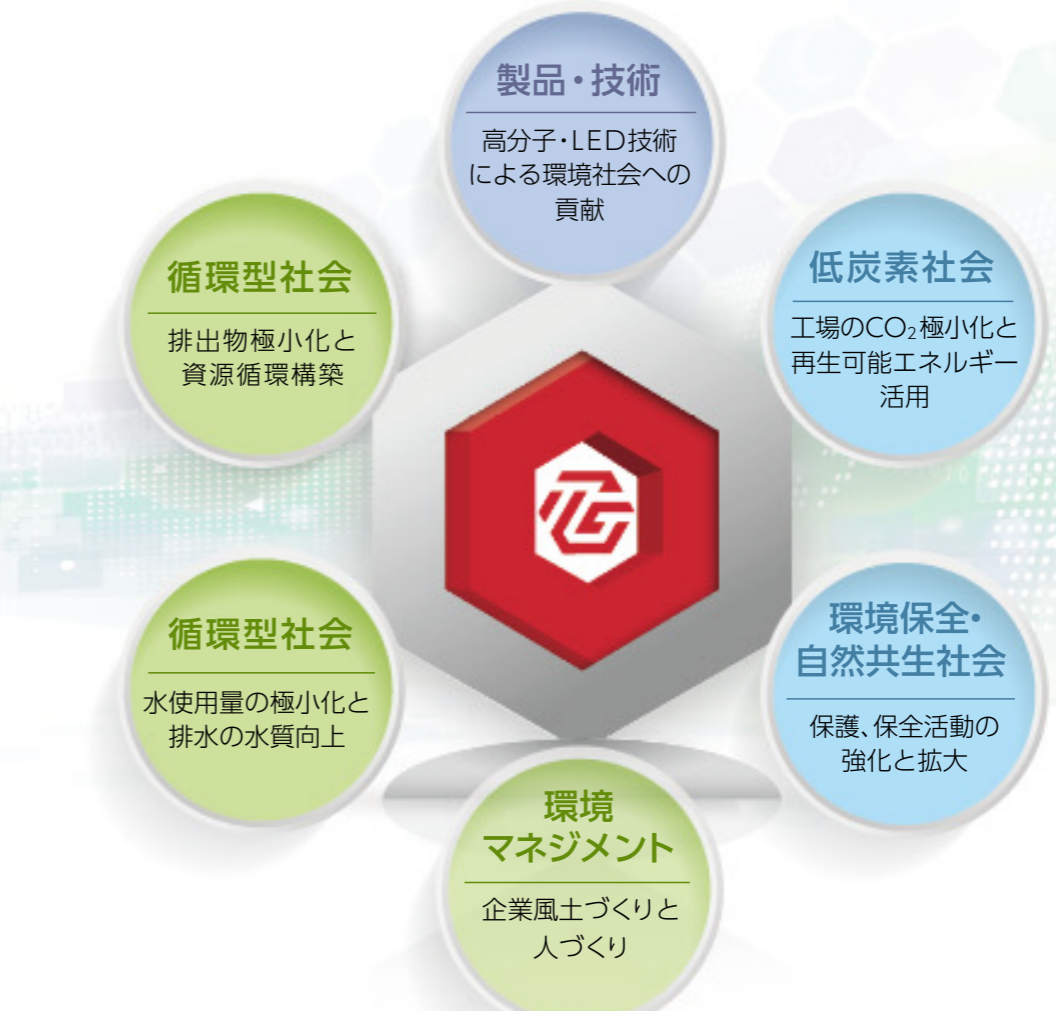 製品・技術
高分子・LED技術
による環境社会への
貢献
循環型社会
排出物極小化と
資源循環構築
低炭素社会
工場のCO₂極小化と
再生可能エネルギー
活用
TG
循環型社会
水使用量の極小化と
排水の水質向上
環境保全・
自然共生社会
保護、保全活動の
強化と拡大
環境
マネジメント
企業風土づくりと
人づくり